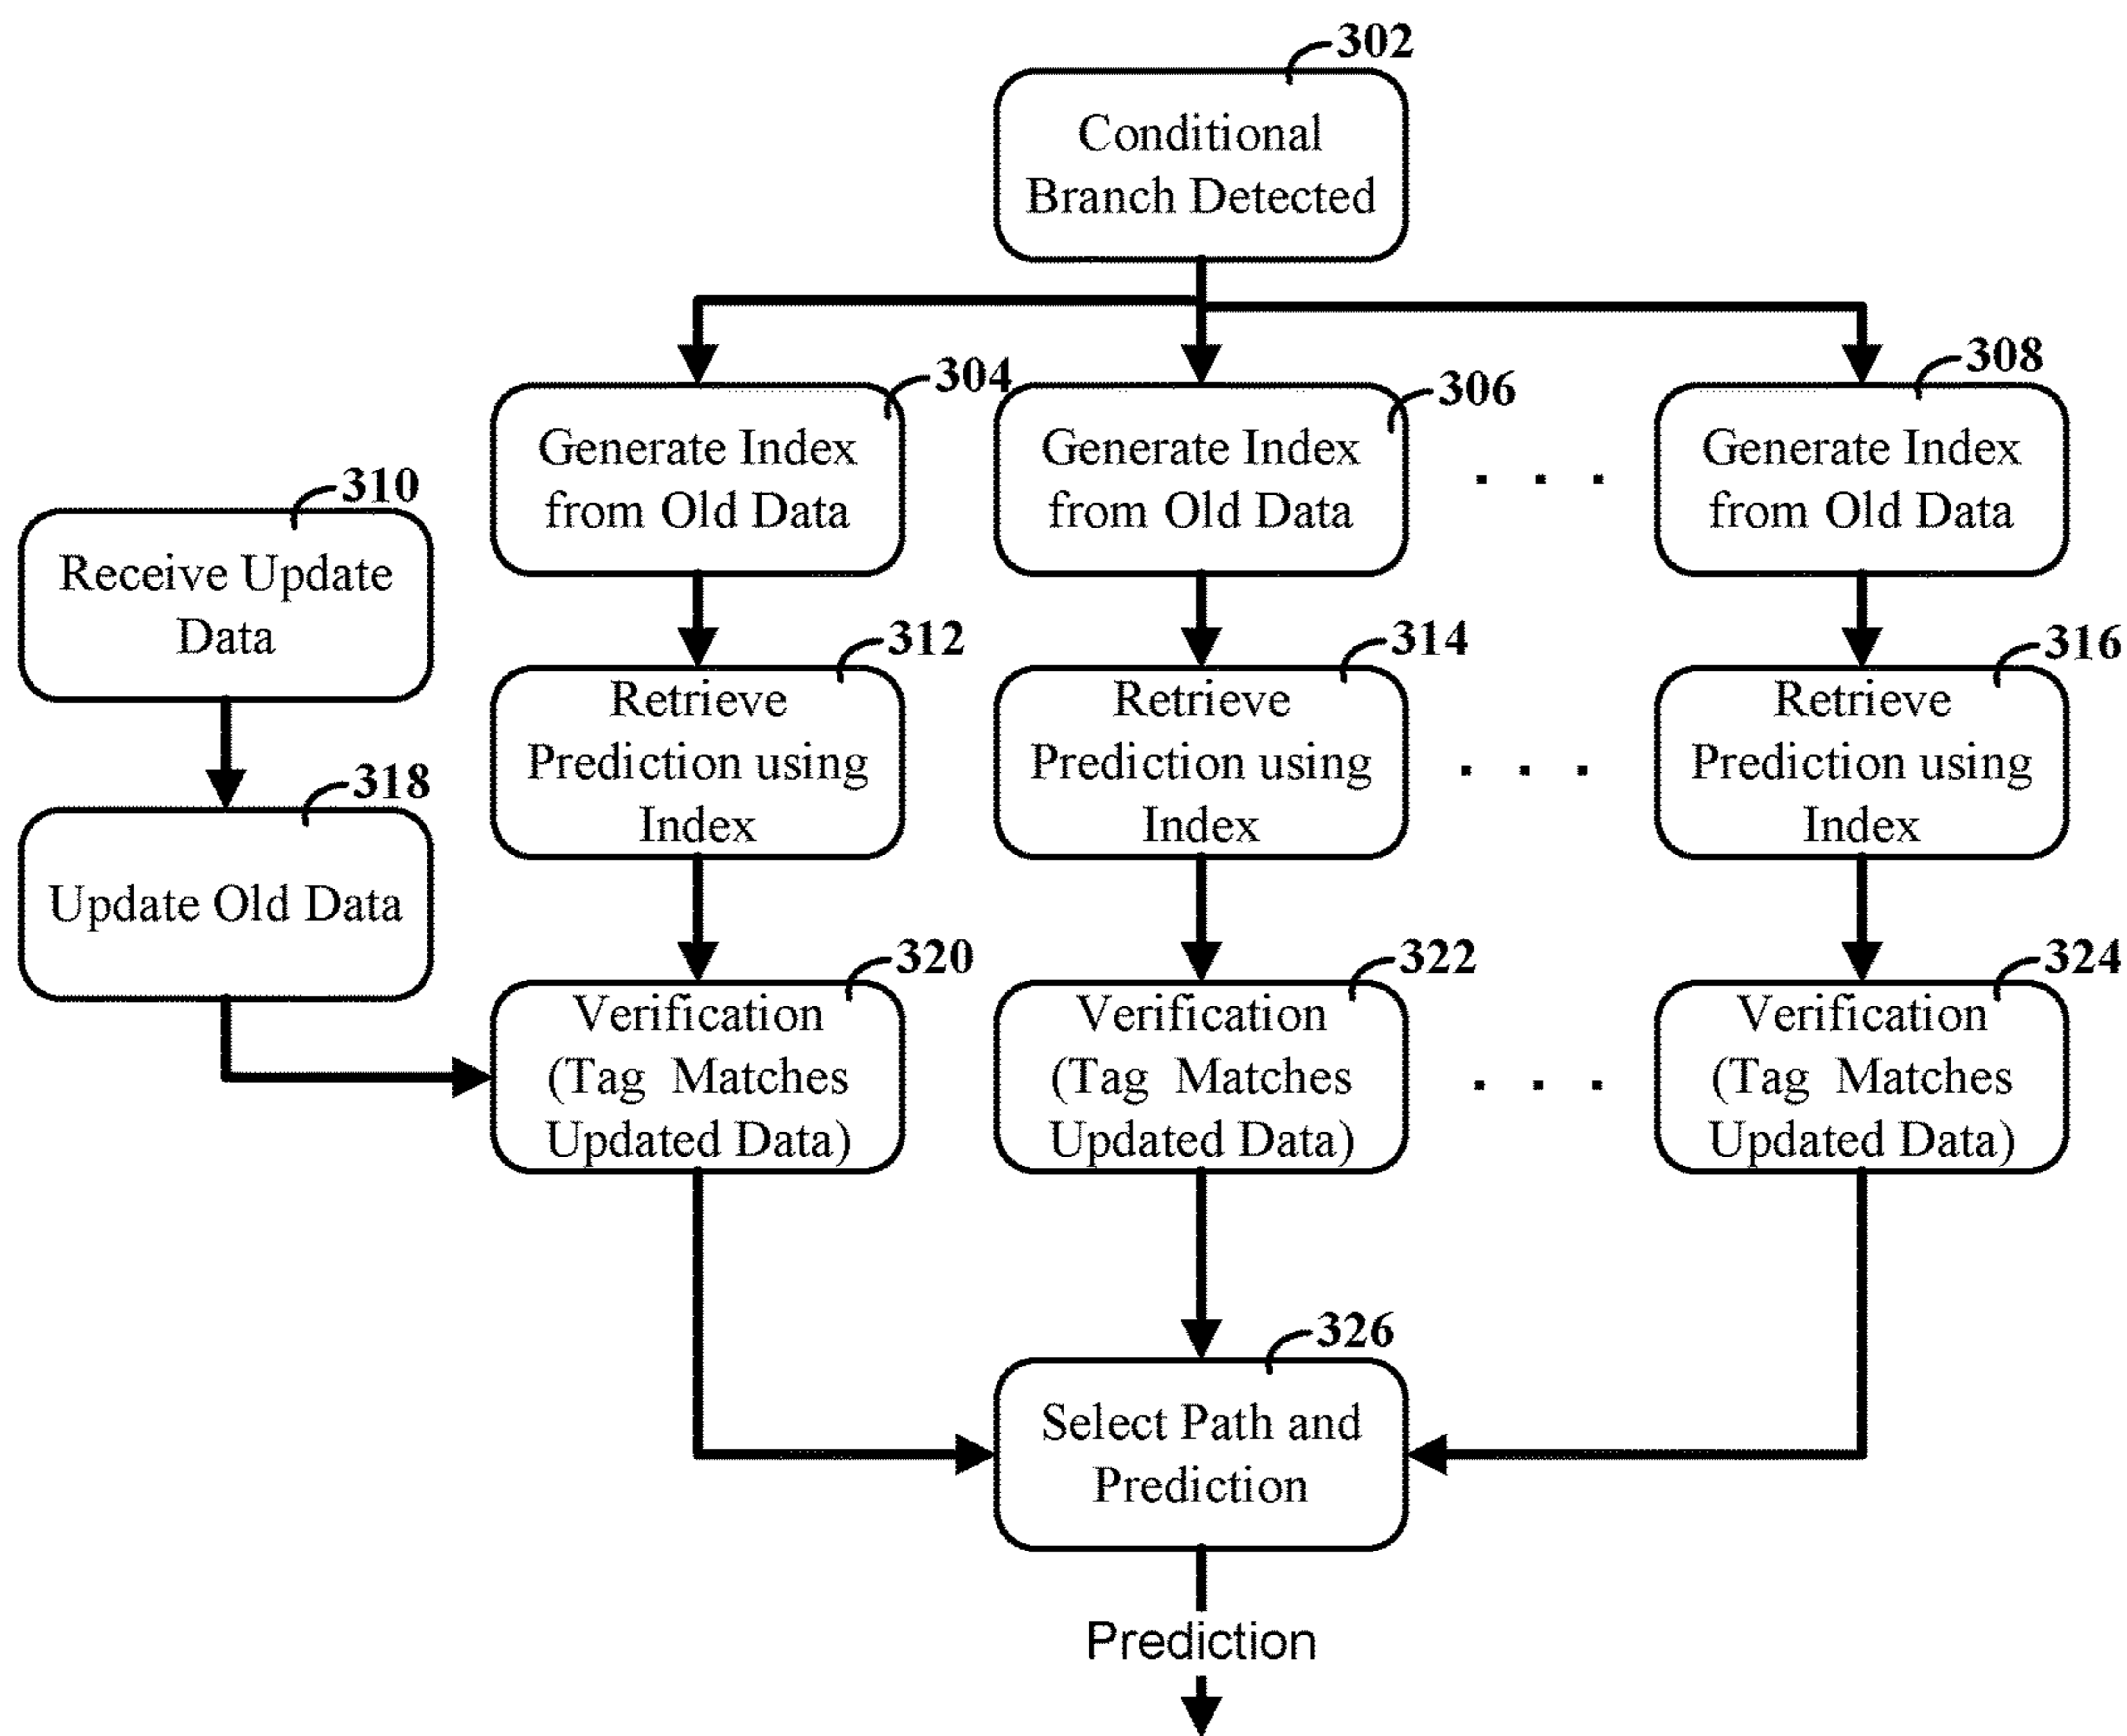 302
Conditional
Branch Detected
304
Generate Index
from Old Data
306
Generate Index
from Old Data
. . .
308
Generate Index
from Old Data
310
Receive Update
Data
312
Retrieve
Prediction using
Index
314
Retrieve
Prediction using
Index
. . .
316
Retrieve
Prediction using
Index
318
Update Old Data
320
Verification
(Tag Matches
Updated Data)
322
Verification
(Tag Matches
Updated Data)
. . .
324
Verification
(Tag Matches
Updated Data)
326
Select Path and
Prediction
Prediction